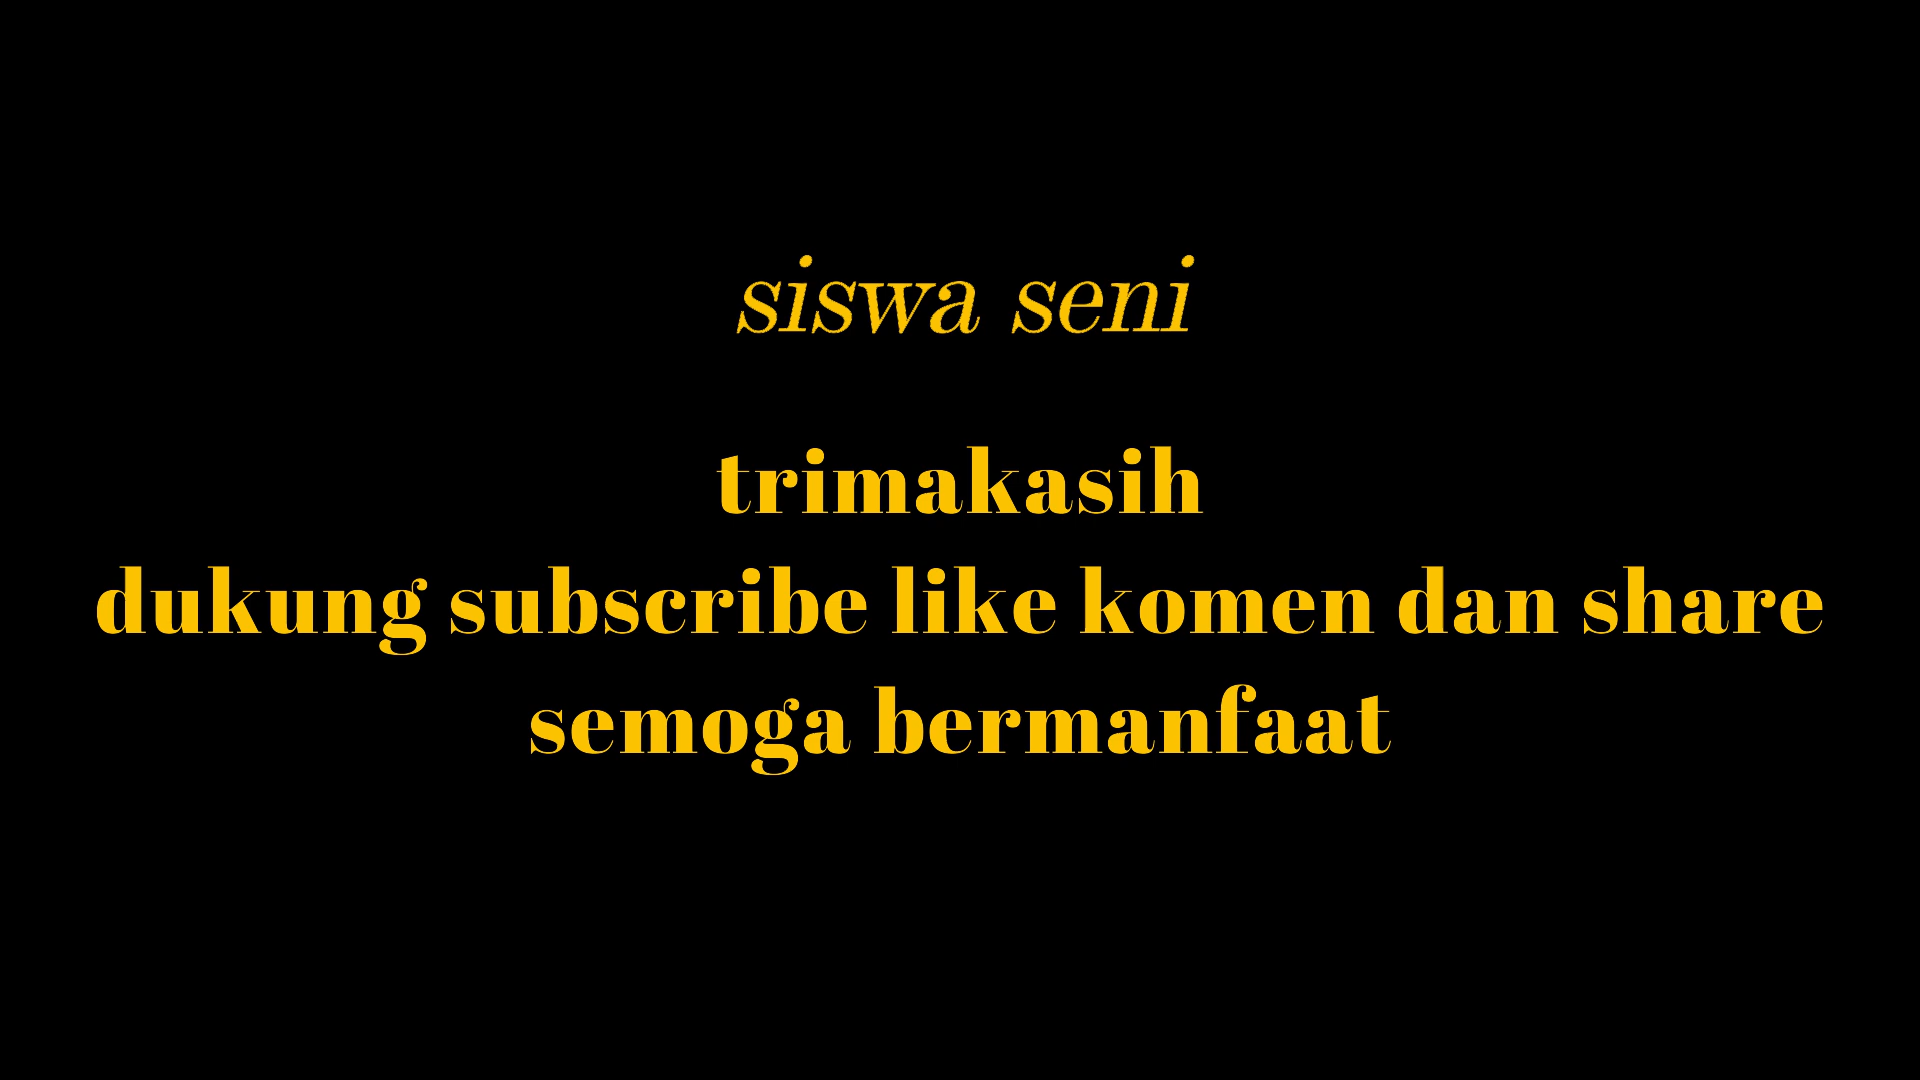 siswa seni
trimakasih
dukung subscribe like komen dan share
semoga bermanfaat